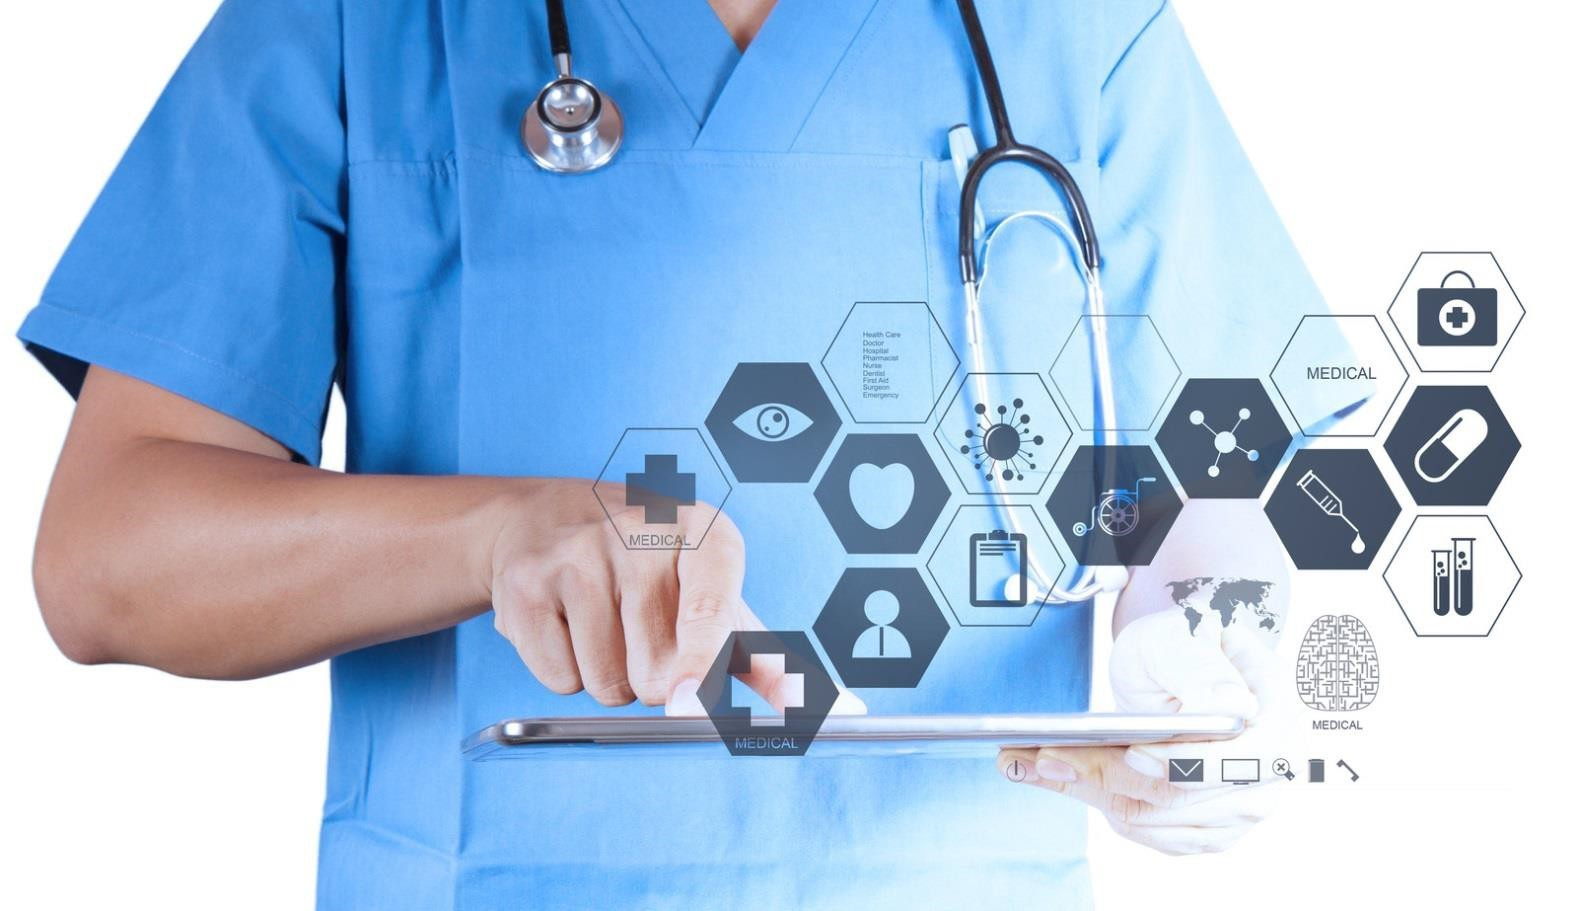 Health Care
Doctor
Hospital
Pharmacist
Nurse
Dentist
First Aid
Surgeon
Emergency
MEDICAL
MEDICAL
MEDICAL
MEDICAL